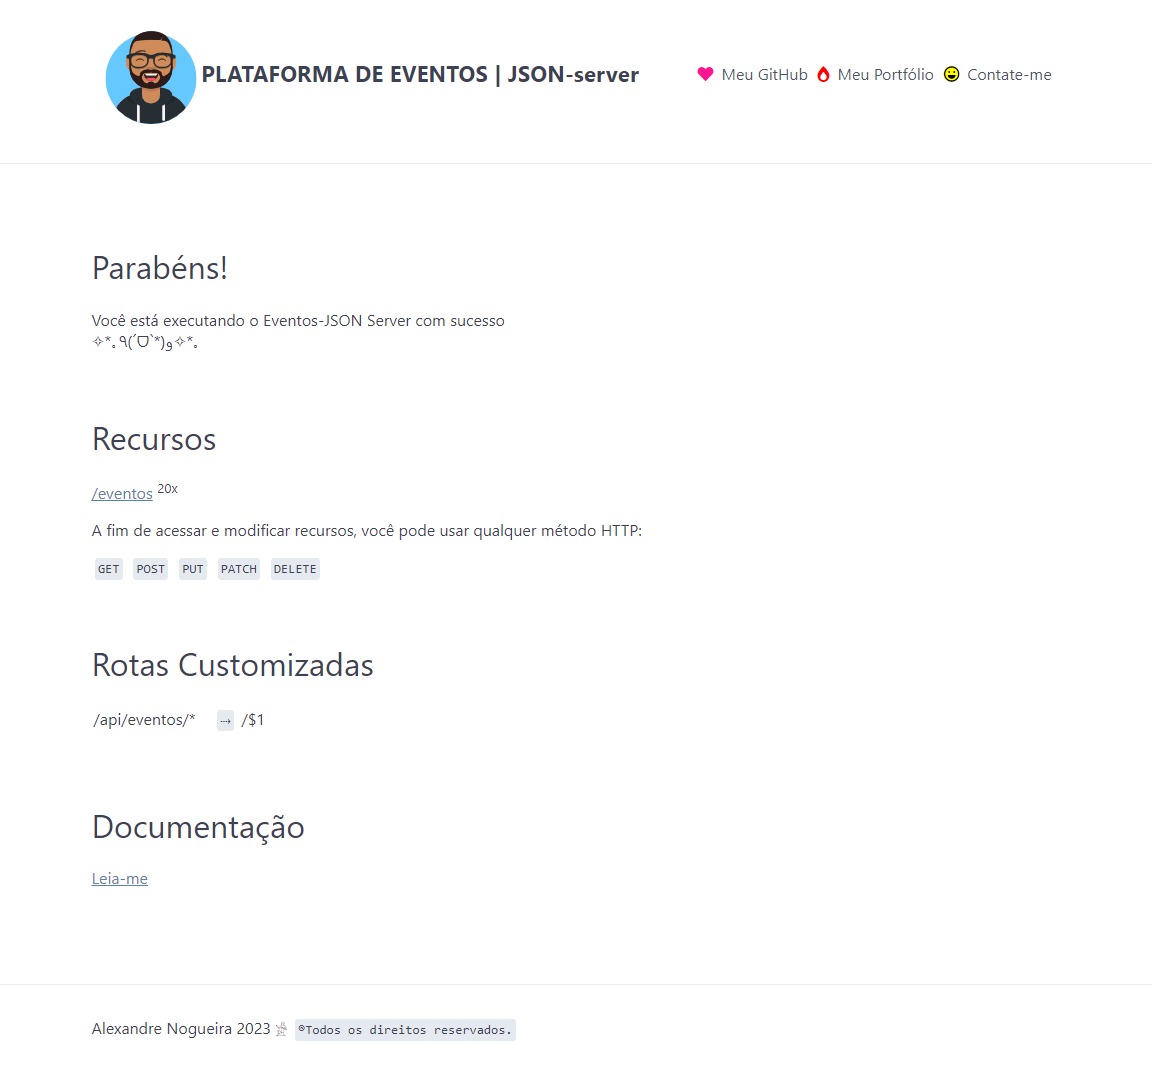 PLATAFORMA DE EVENTOS | JSON-server
Meu GitHub Meu Portfólio Contate-me
Parabéns!
Você está executando o Eventos-JSON Server com sucesso
✧*｡٩(ˊᗜˋ*)و✧*｡
Recursos
/eventos 20x
A fim de acessar e modificar recursos, você pode usar qualquer método HTTP:
GET POST PUT PATCH DELETE
Rotas Customizadas
/api/eventos/* ⇢ /$1
Documentação
Leia-me
Alexandre Nogueira 2023 𓀟 ®Todos os direitos reservados.